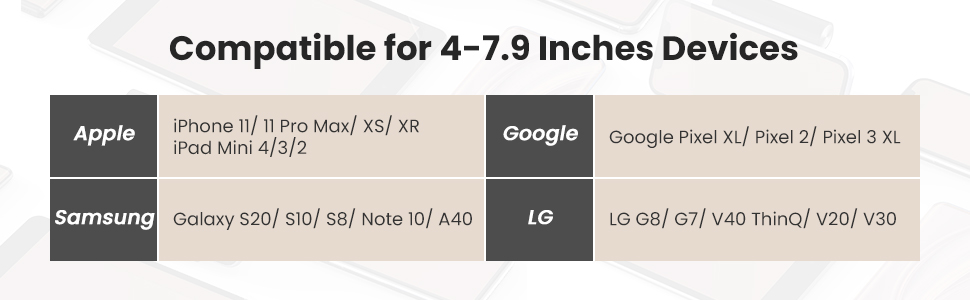 Compatible for 4-7.9 Inches Devices
Apple
iPhone 11/ 11 Pro Max/ XS/ XR
iPad Mini 4/3/2
Google
Google Pixel XL/ Pixel 2/ Pixel 3 XL
Samsung
Galaxy S20/ S10/ S8/ Note 10/ A40
LG
LG G8/ G7/ V40 ThinQ/ V20/ V30